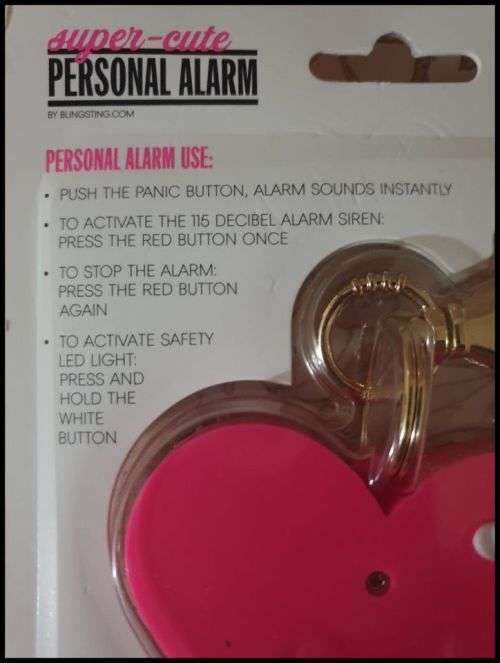 super-cute
PERSONAL ALARM
BY BLINGSTING.COM
PERSONAL ALARM USE:
• PUSH THE PANIC BUTTON, ALARM SOUNDS INSTANTLY
• TO ACTIVATE THE 115 DECIBEL ALARM SIREN:
PRESS THE RED BUTTON ONCE
• TO STOP THE ALARM:
PRESS THE RED BUTTON
AGAIN
• TO ACTIVATE SAFETY
LED LIGHT:
PRESS AND
HOLD THE
WHITE
BUTTON